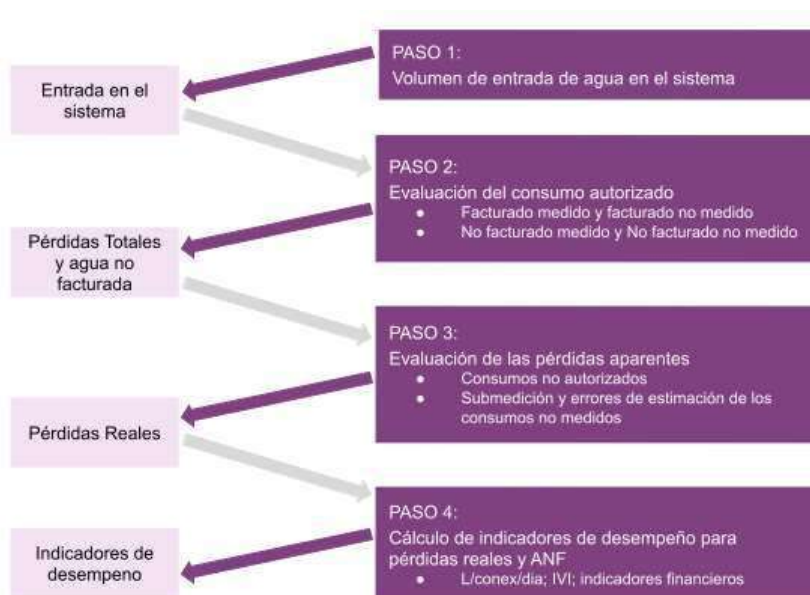 PASO 1:
Volumen de entrada de agua en el sistema
Entrada en el
sistema
PASO 2:
Evaluación del consumo autorizado
● Facturado medido y facturado no medido
● No facturado medido y No facturado no medido
Pérdidas Totales
y agua no
facturada
PASO 3:
Evaluación de las pérdidas aparentes
● Consumos no autorizados
● Submedición y errores de estimación de los
consumos no medidos
Pérdidas Reales
PASO 4:
Cálculo de indicadores de desempeño para
pérdidas reales y ANF
● L/conex/dia; IVI; indicadores financieros
Indicadores de
desempeno